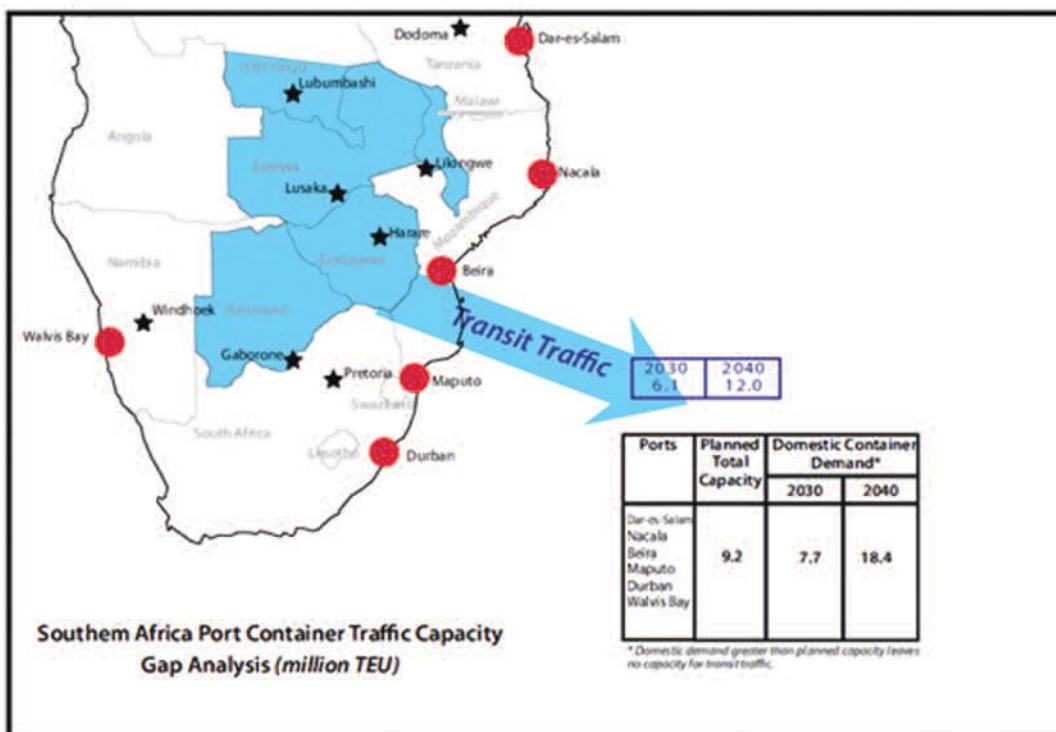 Dodoma
Dar-es-Salam
Tanzania
Lubumbashi
Malawi
Angola
Lilongwe
Nacala
Lusaka
Mozambique
Harare
Namibia
Beira
Windhoek
Walvis Bay
Transit Traffic
Gaborone
Pretoria
Maputo
2030 2040
6.1 12.0
Swaziland
South Africa
Lesotho
Durban
Ports Planned Total Capacity Domestic Container Demand*
2030 2040
Dar-es-Salam
Nacala
Beira 9.2 7.7 18.4
Maputo
Durban
Walvis Bay
Southern Africa Port Container Traffic Capacity
Gap Analysis (million TEU)
* Domestic demand greater than planned capacity leaves
no capacity for transit traffic.